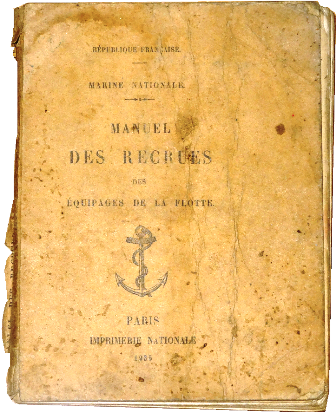 RÉPUBLIQUE FRANÇAISE.
MARINE NATIONALE.
MANUEL
DES RECRUES
DES
ÉQUIPAGES DE LA FLOTTE.
PARIS
IMPRIMERIE NATIONALE